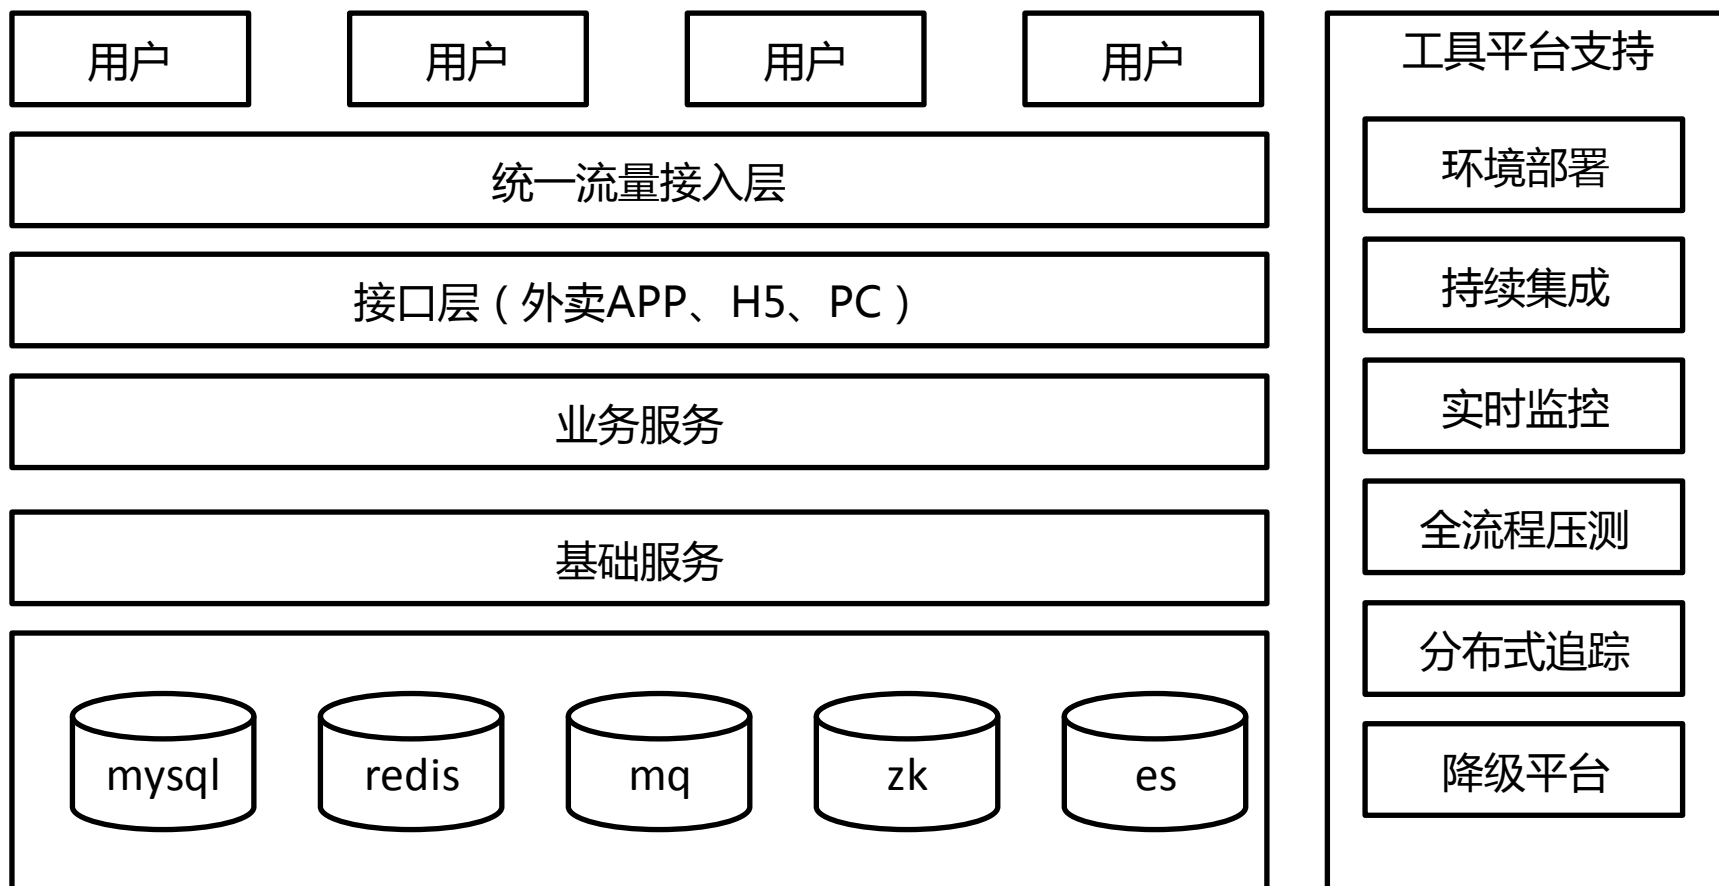 用户
用户
用户
用户
统一流量接入层
接口层（外卖APP、H5、PC）
业务服务
基础服务
mysql
redis
mq
zk
es
工具平台支持
环境部署
持续集成
实时监控
全流程压测
分布式追踪
降级平台